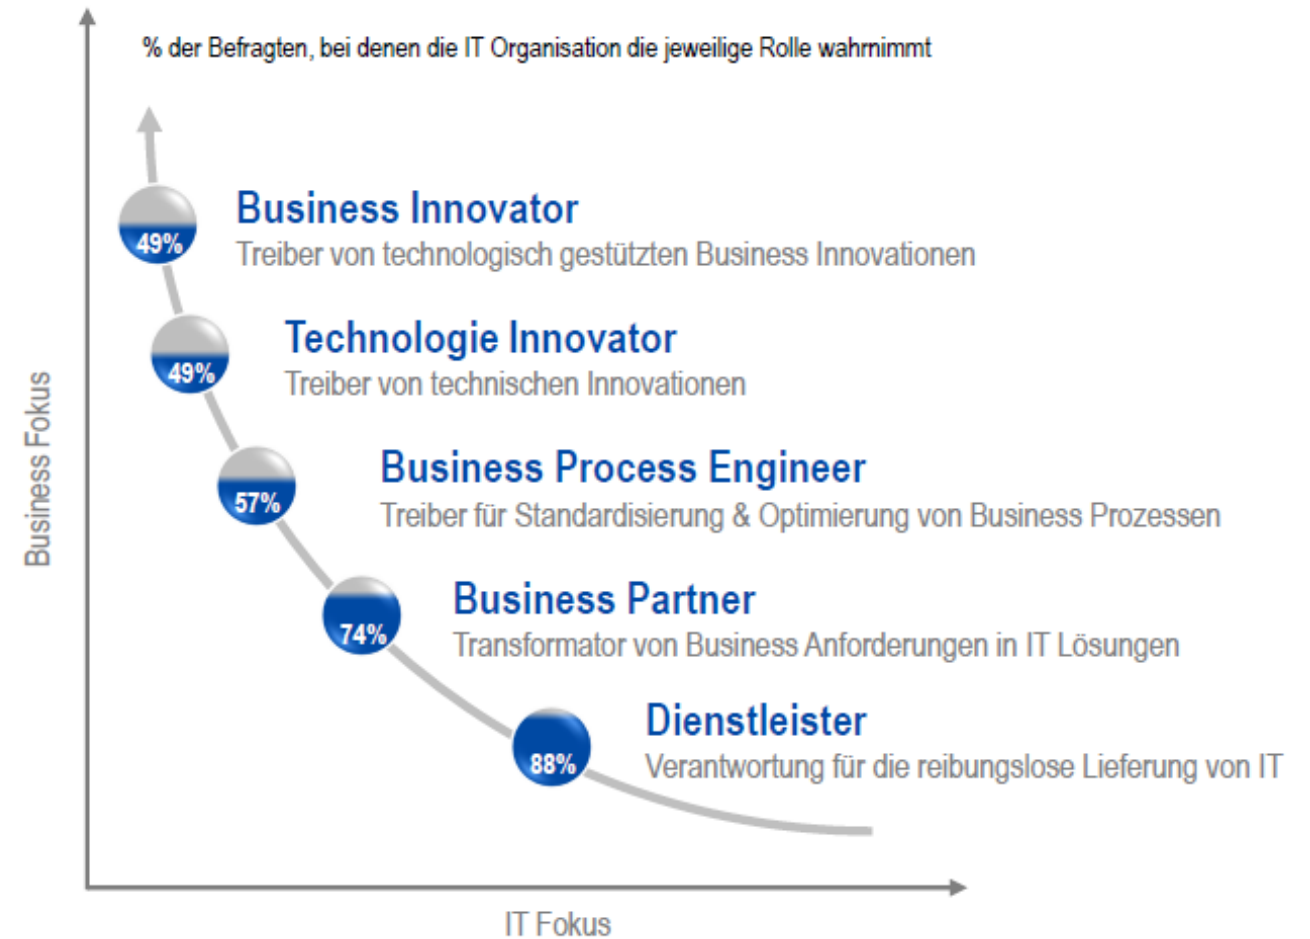 % der Befragten, bei denen die IT Organisation die jeweilige Rolle wahrnimmt
Business Innovator
49%
Treiber von technologisch gestützten Business Innovationen
Technologie Innovator
49%
Treiber von technischen Innovationen
Business Process Engineer
57%
Treiber für Standardisierung & Optimierung von Business Prozessen
Business Partner
74%
Transformator von Business Anforderungen in IT Lösungen
Dienstleister
88%
Verantwortung für die reibungslose Lieferung von IT
Business Fokus
IT Fokus